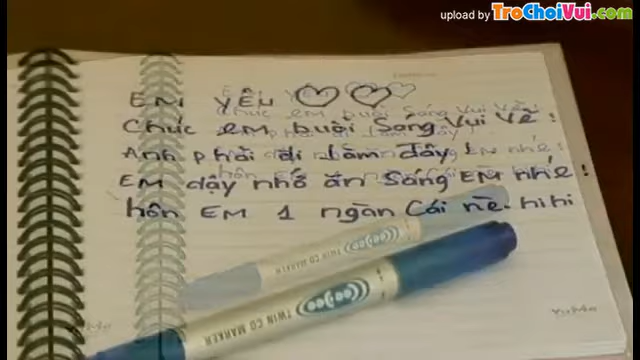 upload by TroChoiVui.com
EM YÊU
Chúc em buổi sáng vui vẻ!
Anh phải đi làm đây!
EM dậy nhớ ăn sáng EM nhé!
hôn EM 1 ngàn cái nè. hihi
TWIN CO MARKER
TWIN CO MARKER